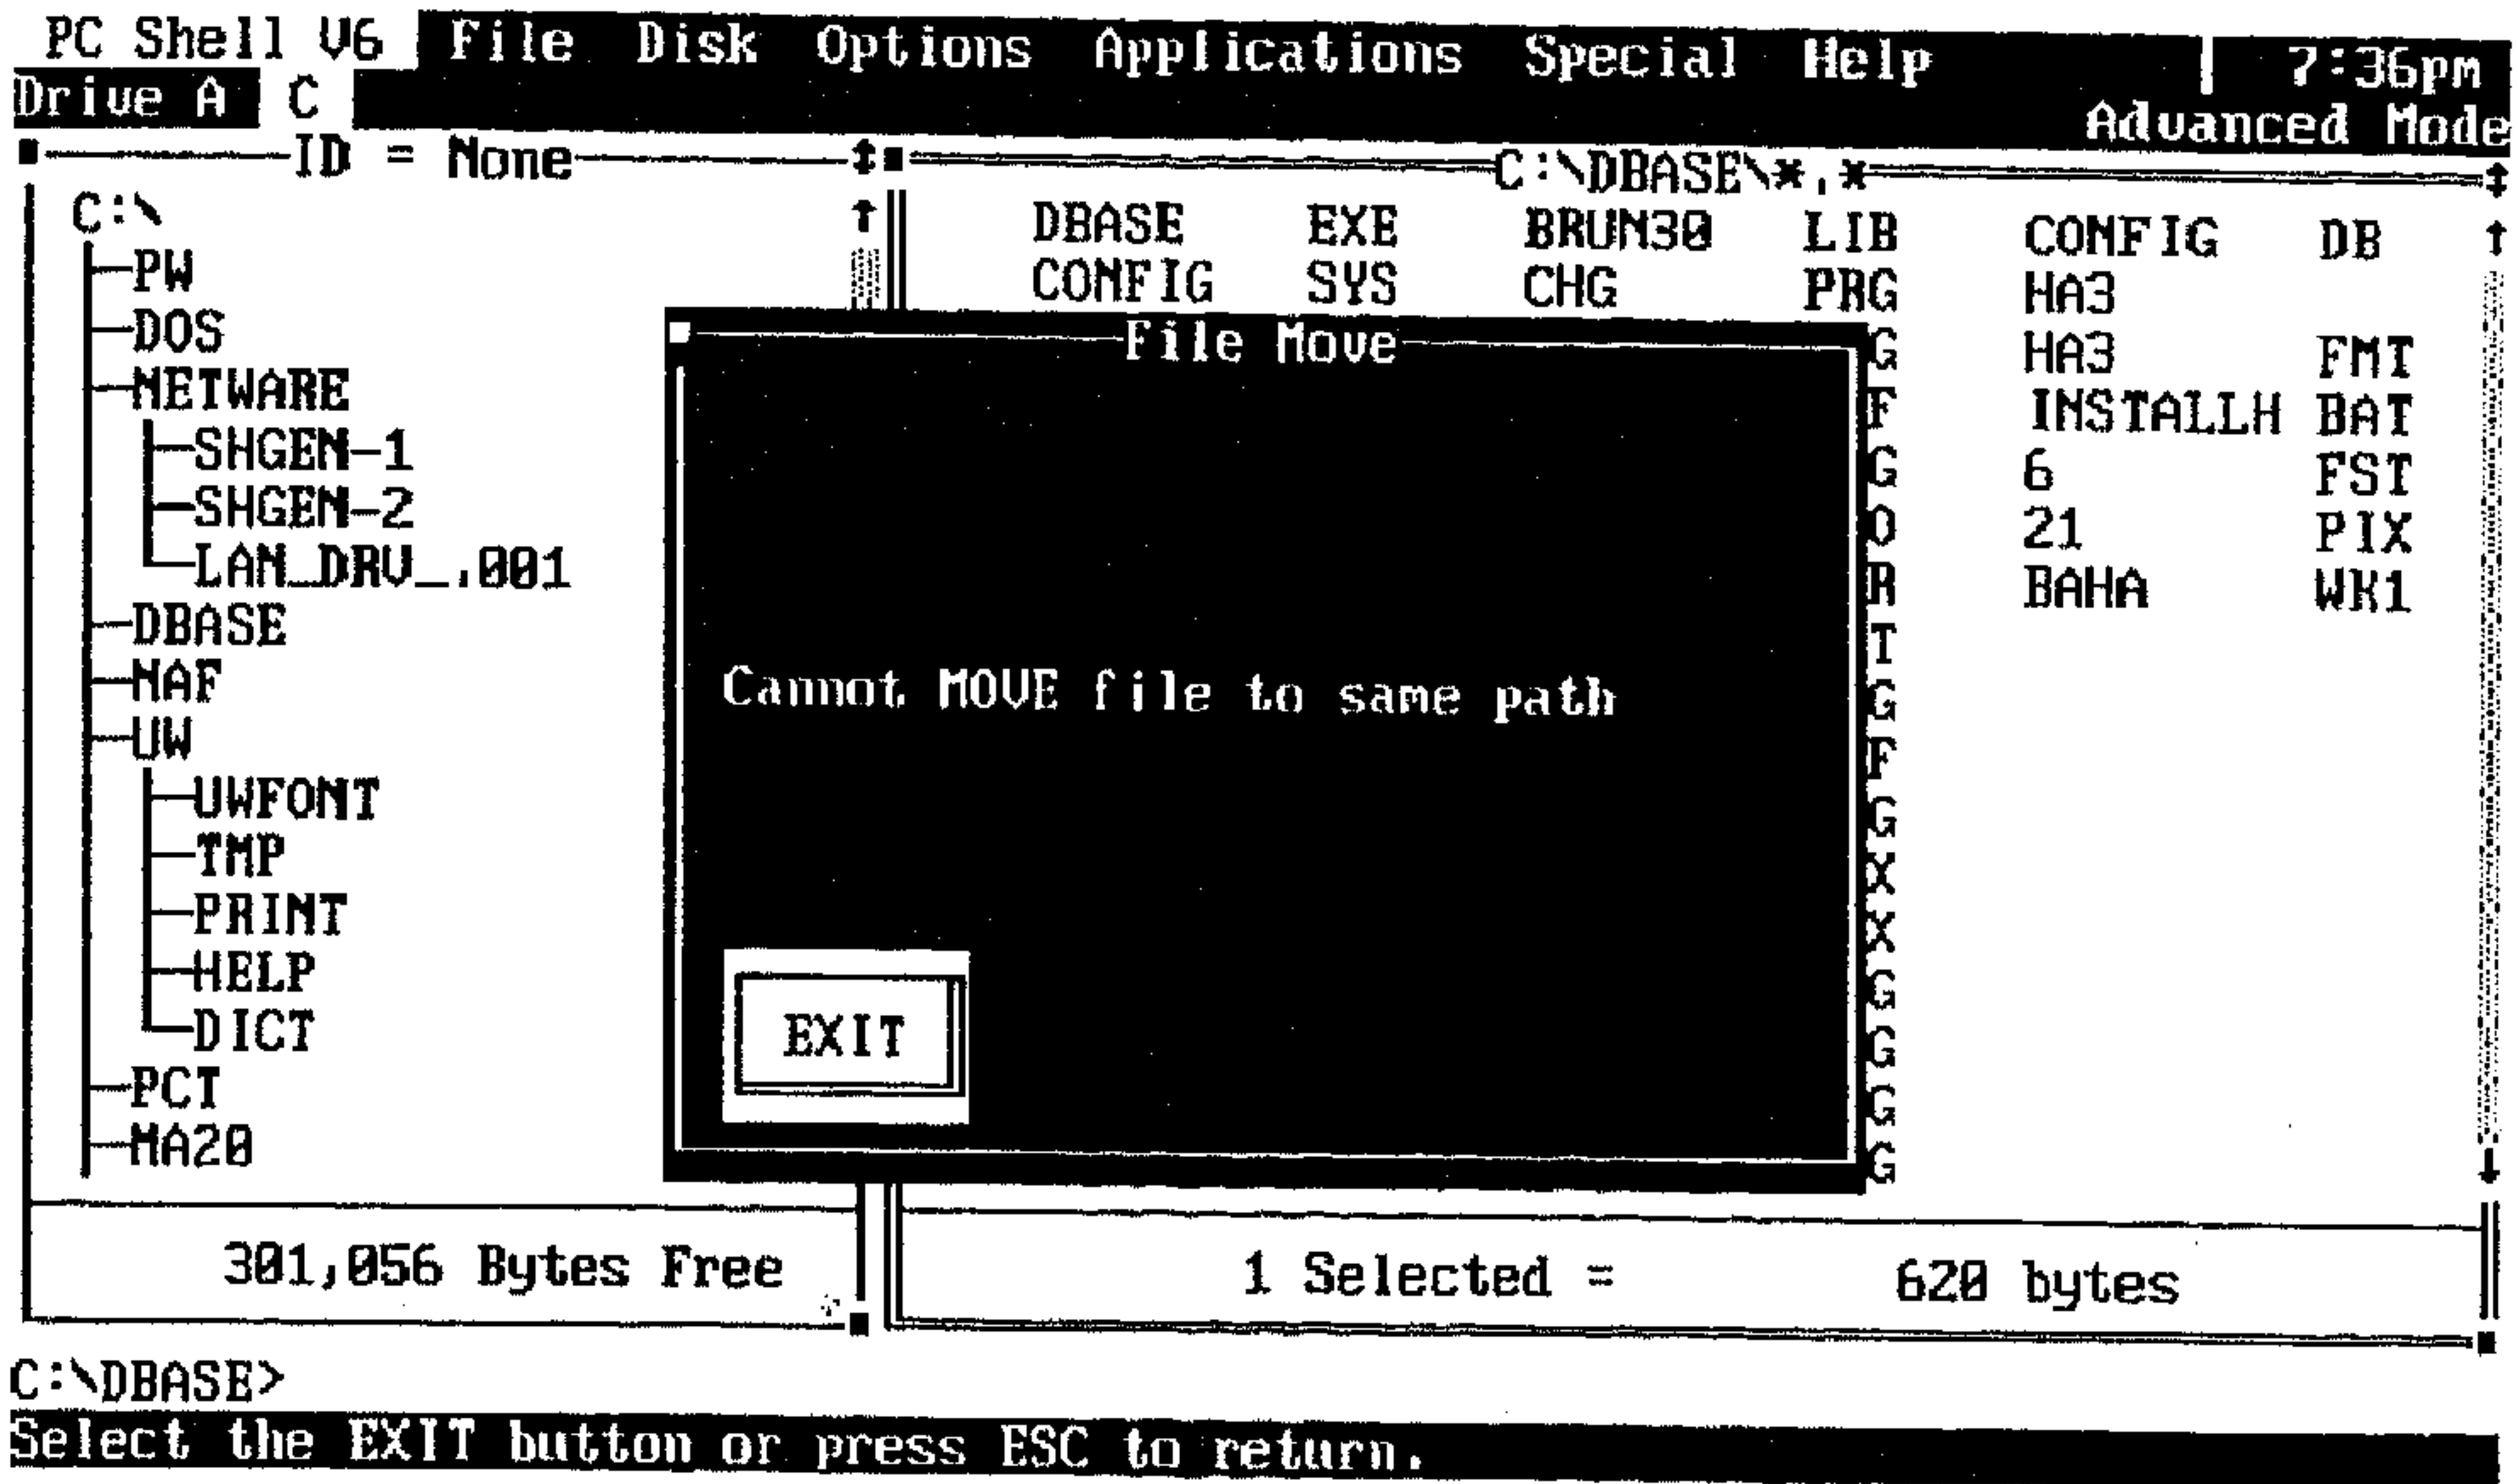 PC Shell V6 File Disk Options Applications Special Help 7:36pm
Drive A C
Advanced Mode
ID = None
C:\DBASE\*.*
C:\
PW
DOS
NETWARE
SHGEN-1
SHGEN-2
LAN_DRV_.001
DBASE
NAF
UW
UWFONT
TMP
PRINT
HELP
DICT
PCT
MA20
DBASE EXE BRUN30 LIB CONFIG DB
CONFIG SYS CHG PRG HA3
G HA3 FMT
F INSTALLH BAT
G 6 FST
O 21 PIX
R BAHA WK1
T
G
F
G
X
X
G
G
G
G
File Move
Cannot MOVE file to same path
EXIT
301,056 Bytes Free
1 Selected = 620 bytes
C:\DBASE>
Select the EXIT button or press ESC to return.